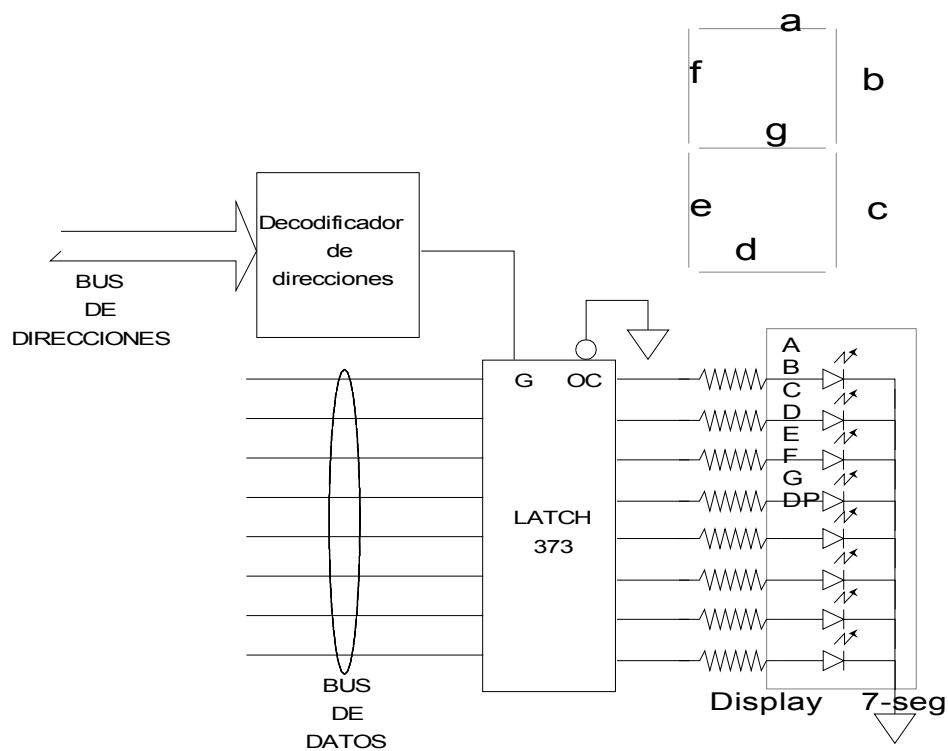 a
f
b
g
e
c
d
Decodificador
de
direcciones
BUS
DE
DIRECCIONES
G OC
LATCH
373
A
B
C
D
E
F
G
DP
BUS
DE
DATOS
Display 7-seg